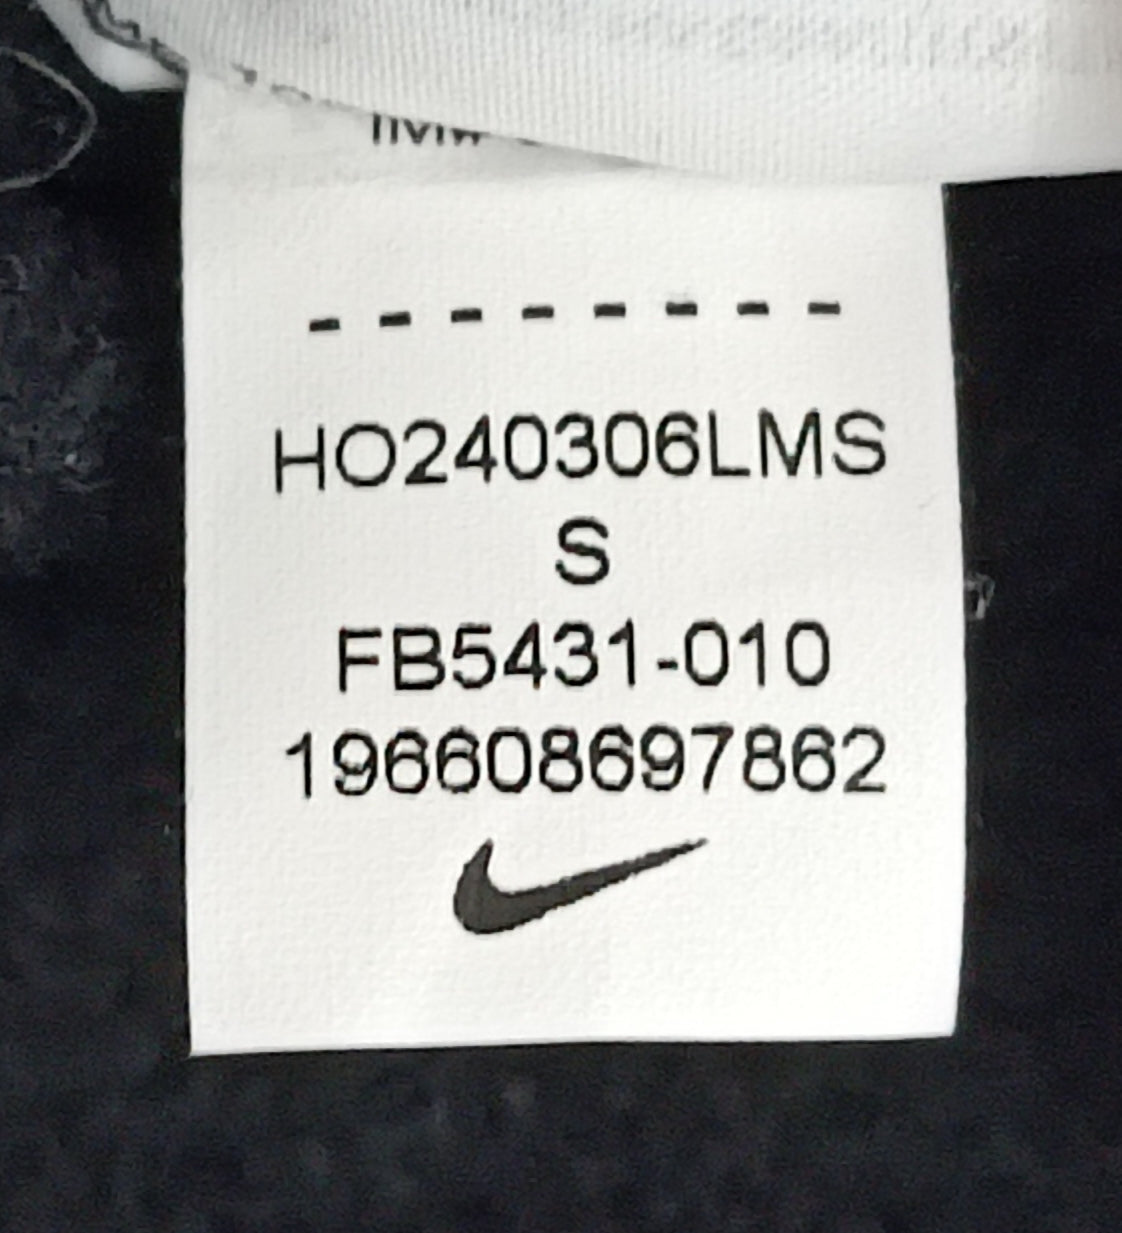 - - - - - - - -
HO240306LMS
S
FB5431-010
196608697862